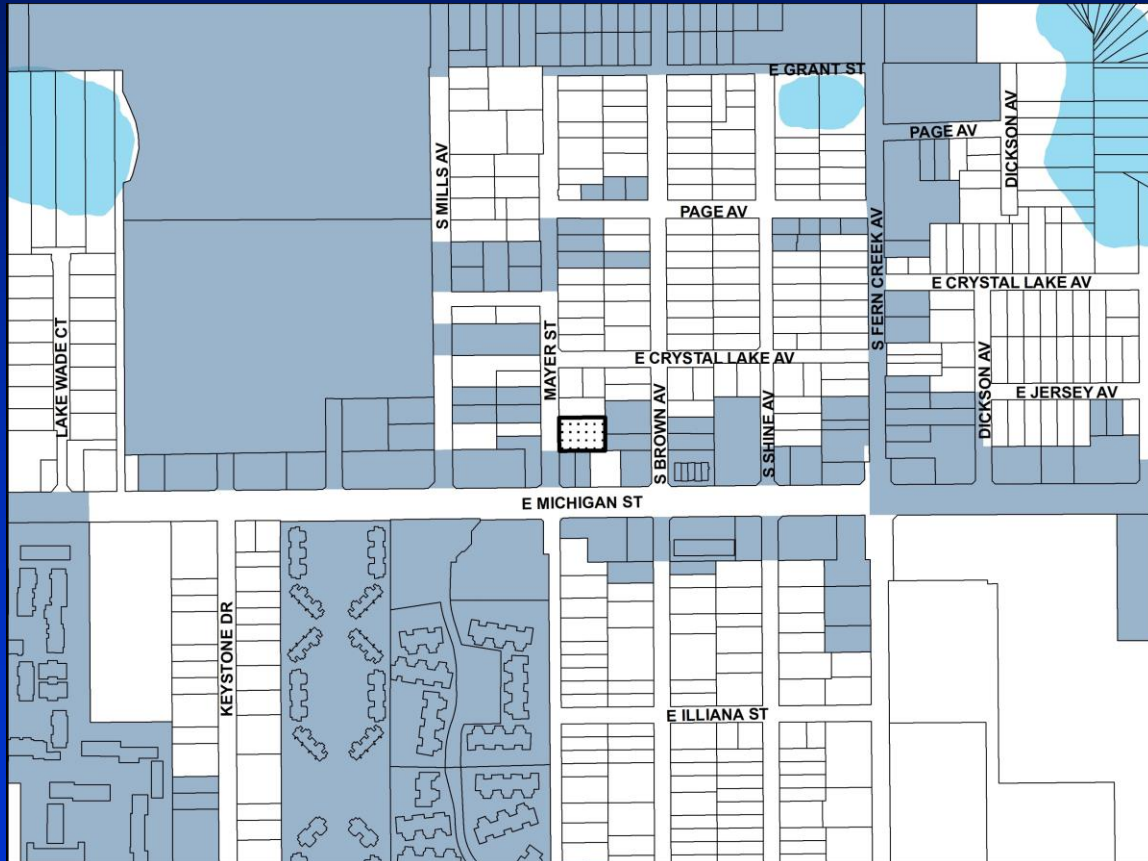 E GRANT ST
PAGE AV
DICKSON AV
S MILLS AV
PAGE AV
S FERN CREEK AV
E CRYSTAL LAKE AV
LAKE WADE CT
MAYER ST
E CRYSTAL LAKE AV
DICKSON AV
E JERSEY AV
S BROWN AV
S SHINE AV
E MICHIGAN ST
KEYSTONE DR
E ILLIANA ST